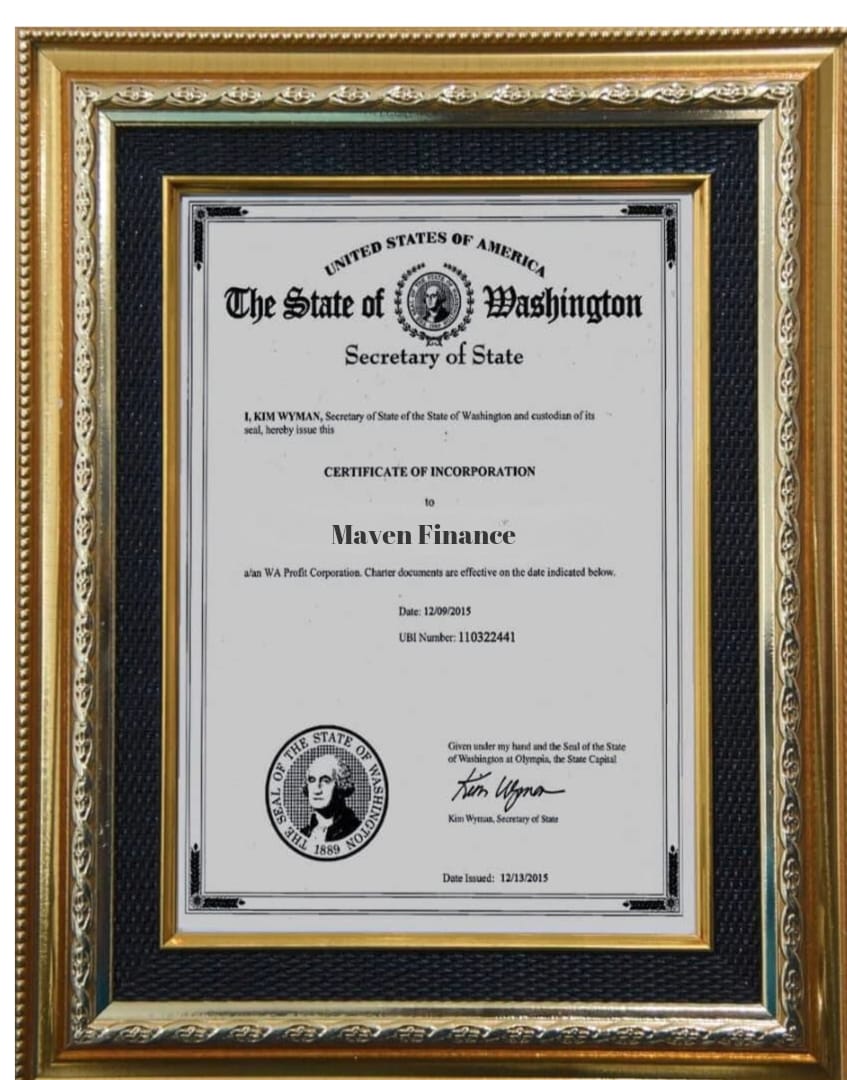 UNITED STATES OF AMERICA
The State of Washington
Secretary of State
I, KIM WYMAN, Secretary of State of the State of Washington and custodian of its
seal, hereby issue this
CERTIFICATE OF INCORPORATION
to
Maven Finance
a/an WA Profit Corporation. Charter documents are effective on the date indicated below.
Date: 12/09/2015
UBI Number: 110322441
THE SEAL OF THE STATE OF WASHINGTON
1889
Given under my hand and the Seal of the State
of Washington at Olympia, the State Capital
Kim Wyman
Kim Wyman, Secretary of State
Date Issued: 12/13/2015